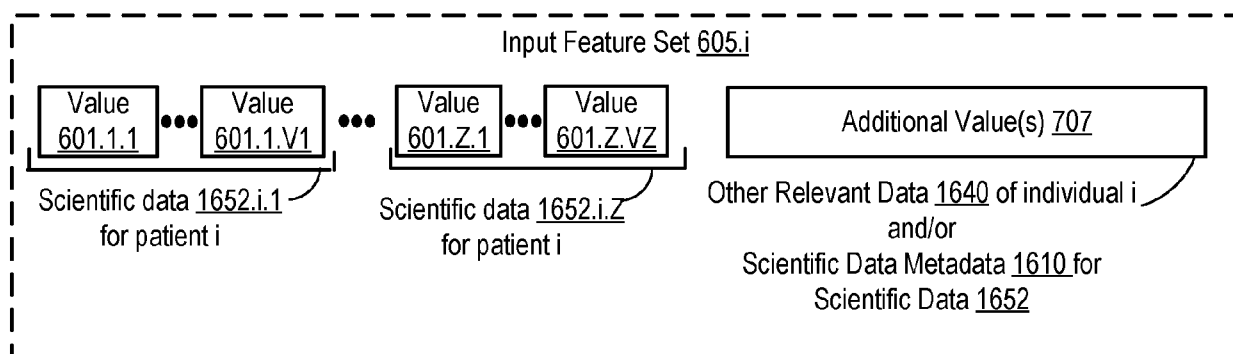 Input Feature Set 605.i
Value 601.1.1
Value 601.1.V1
Value 601.Z.1
Value 601.Z.VZ
Additional Value(s) 707
Scientific data 1652.i.1
for patient i
Scientific data 1652.i.Z
for patient i
Other Relevant Data 1640 of individual i
and/or
Scientific Data Metadata 1610 for
Scientific Data 1652